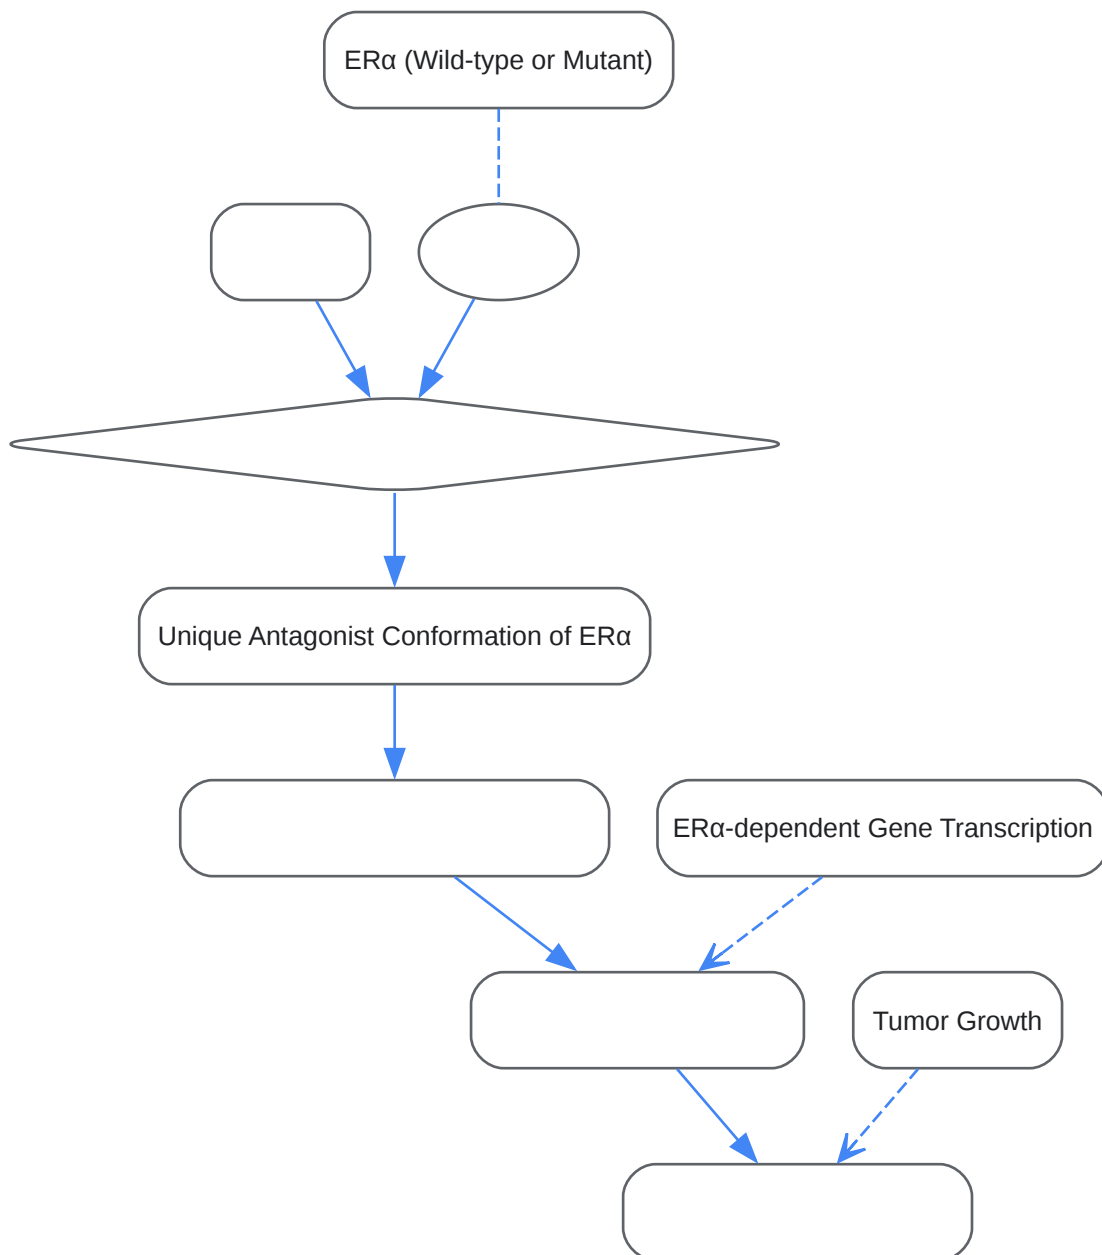 ERα (Wild-type or Mutant)
Unique Antagonist Conformation of ERα
ERα-dependent Gene Transcription
Tumor Growth